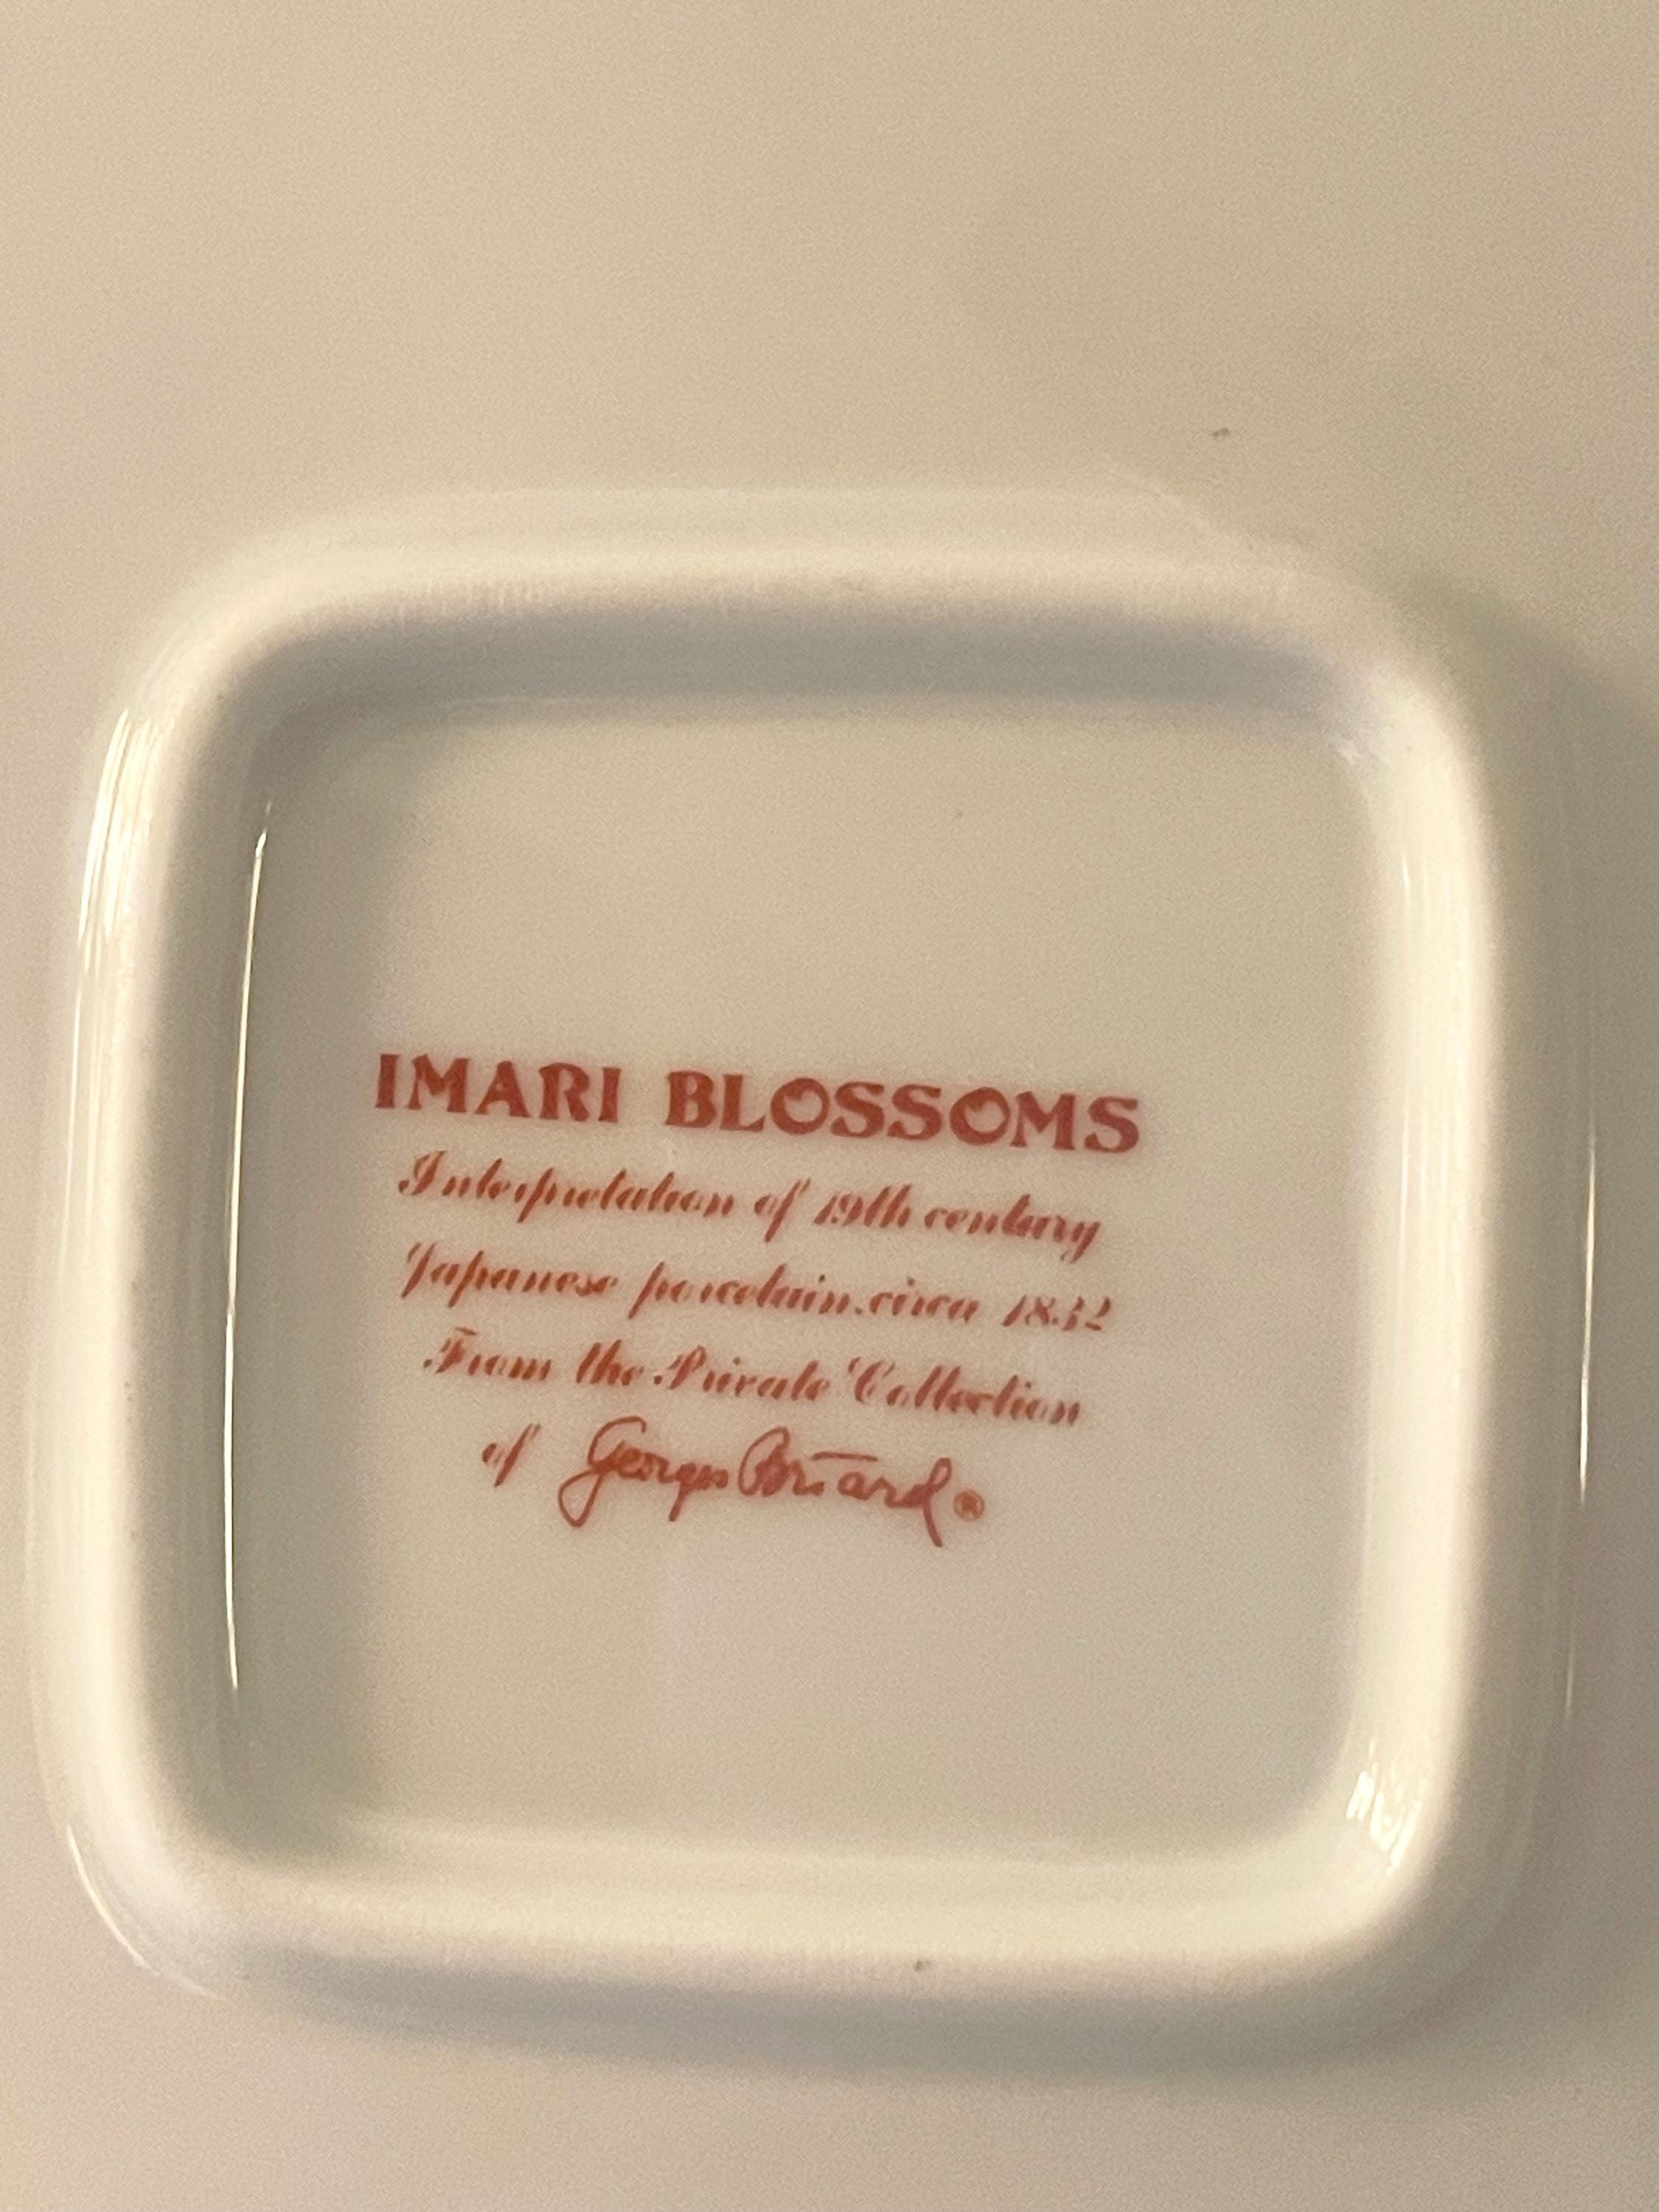 IMARI BLOSSOMS
Interpretation of 19th century
Japanese porcelain.circa 1832
From the Private Collection
of Georges Briard®